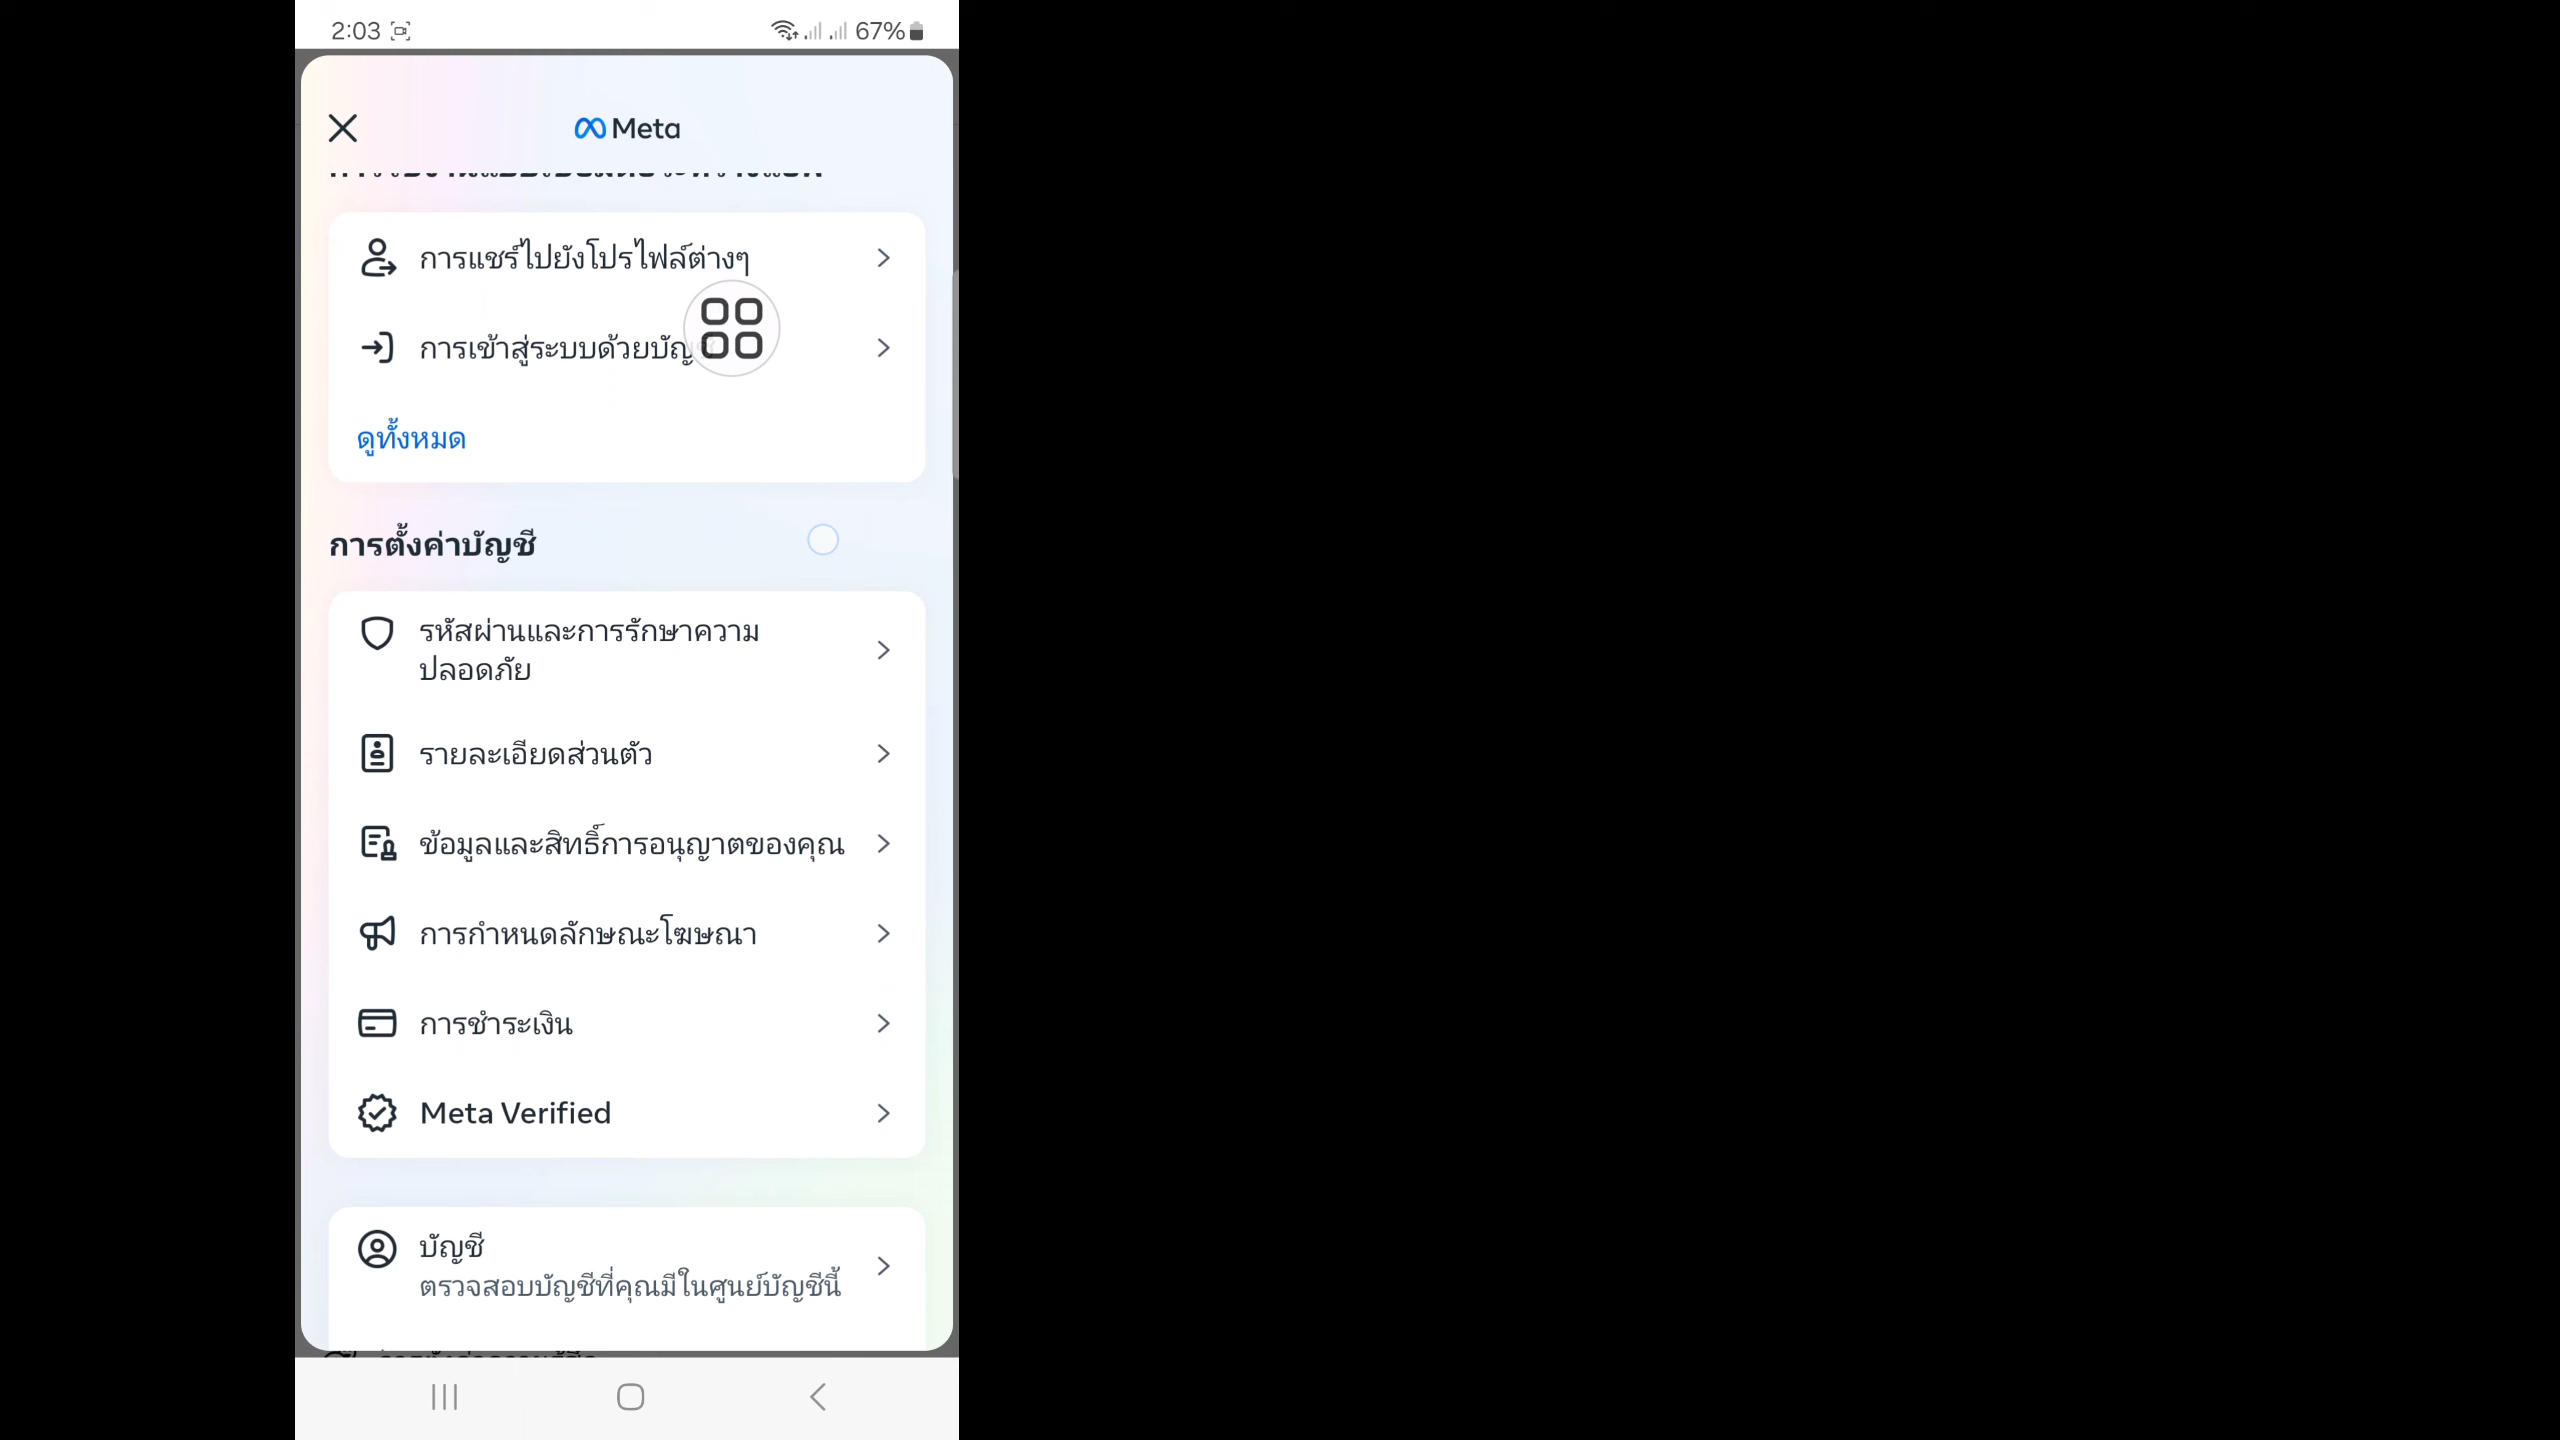 2:03
67%
Meta
การแชร์ไปยังโปรไฟล์ต่างๆ
การเข้าสู่ระบบด้วย
ดูทั้งหมด
การตั้งค่าบัญชี
รหัสผ่านและการรักษาความ
ปลอดภัย
รายละเอียดส่วนตัว
ข้อมูลและสิทธิ์การอนุญาตของคุณ
การกำหนดลักษณะโฆษณา
การชำระเงิน
Meta Verified
บัญชี
ตรวจสอบบัญชีที่คุณมีในศูนย์บัญชีนี้